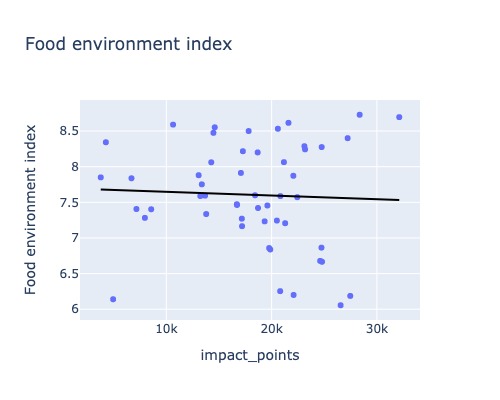 Food environment index
Food environment index
8.5
8
7.5
7
6.5
6
10k
20k
30k
impact_points